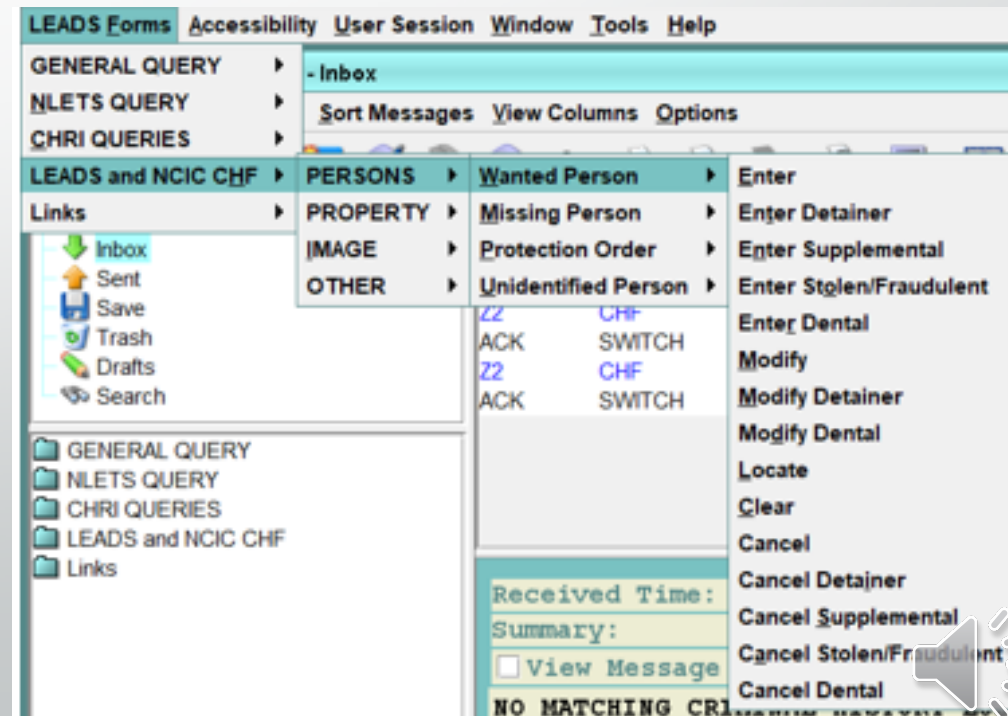 LEADS Forms Accessibility User Session Window Tools Help
GENERAL QUERY
NLETS QUERY
CHRI QUERIES
LEADS and NCIC CHF
Links
- Inbox
Sort Messages View Columns Options
PERSONS
PROPERTY
IMAGE
OTHER
Wanted Person
Missing Person
Protection Order
Unidentified Person
Enter
Enter Detainer
Enter Supplemental
Enter Stolen/Fraudulent
Enter Dental
Modify
Modify Detainer
Modify Dental
Locate
Clear
Cancel
Cancel Detainer
Cancel Supplemental
Cancel Stolen/Fraudulent
Cancel Dental
Inbox
Sent
Save
Trash
Drafts
Search
Z2 CHF
ACK SWITCH
Z2 CHF
ACK SWITCH
GENERAL QUERY
NLETS QUERY
CHRI QUERIES
LEADS and NCIC CHF
Links
Received Time:
Summary:
View Message
NO MATCHING